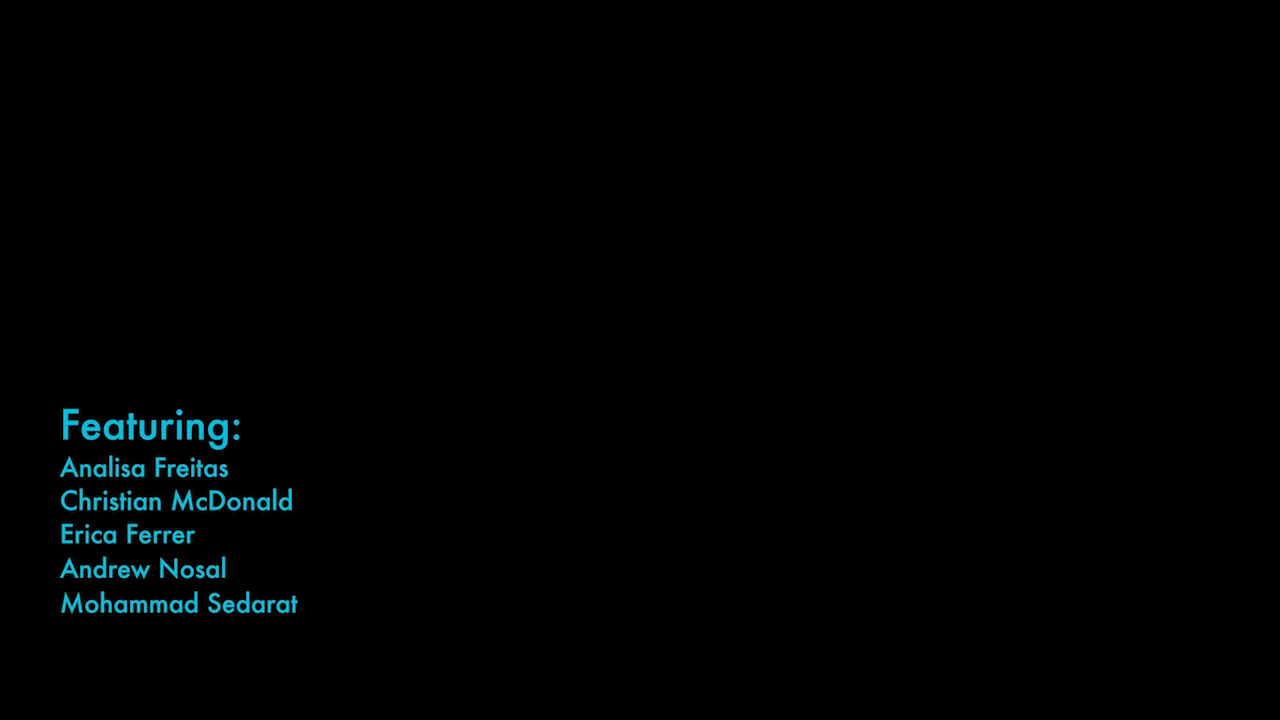 Featuring:
Analisa Freitas
Christian McDonald
Erica Ferrer
Andrew Nosal
Mohammad Sedarat